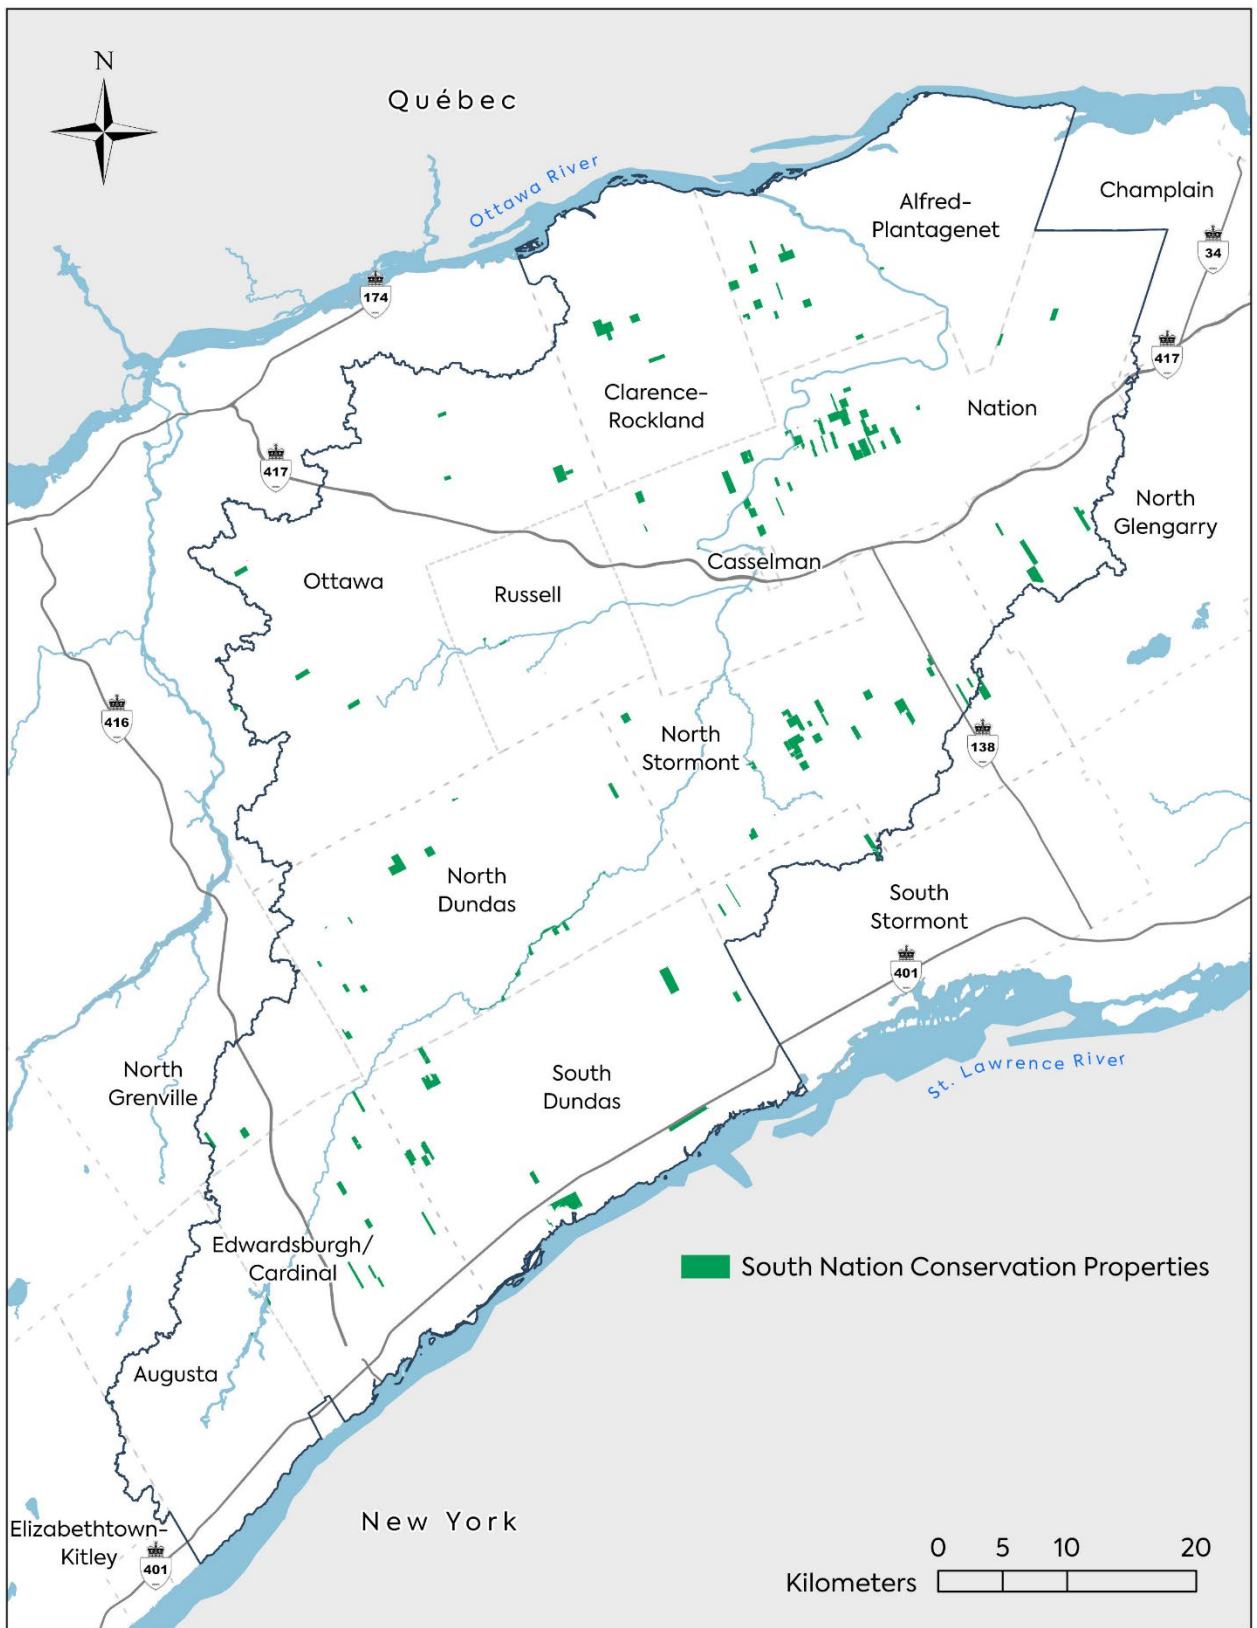 N
Québec
Ottawa River
Champlain
Alfred-
Plantagenet
34
174
417
Clarence-
Rockland
Nation
417
North
Glengarry
Casselman
Ottawa
Russell
416
North
Stormont
138
North
Dundas
South
Stormont
401
St. Lawrence River
North
Grenville
South
Dundas
Edwardsburgh/
Cardinal
South Nation Conservation Properties
Augusta
New York
Elizabethtown-
Kitley
401
0 5 10 20
Kilometers